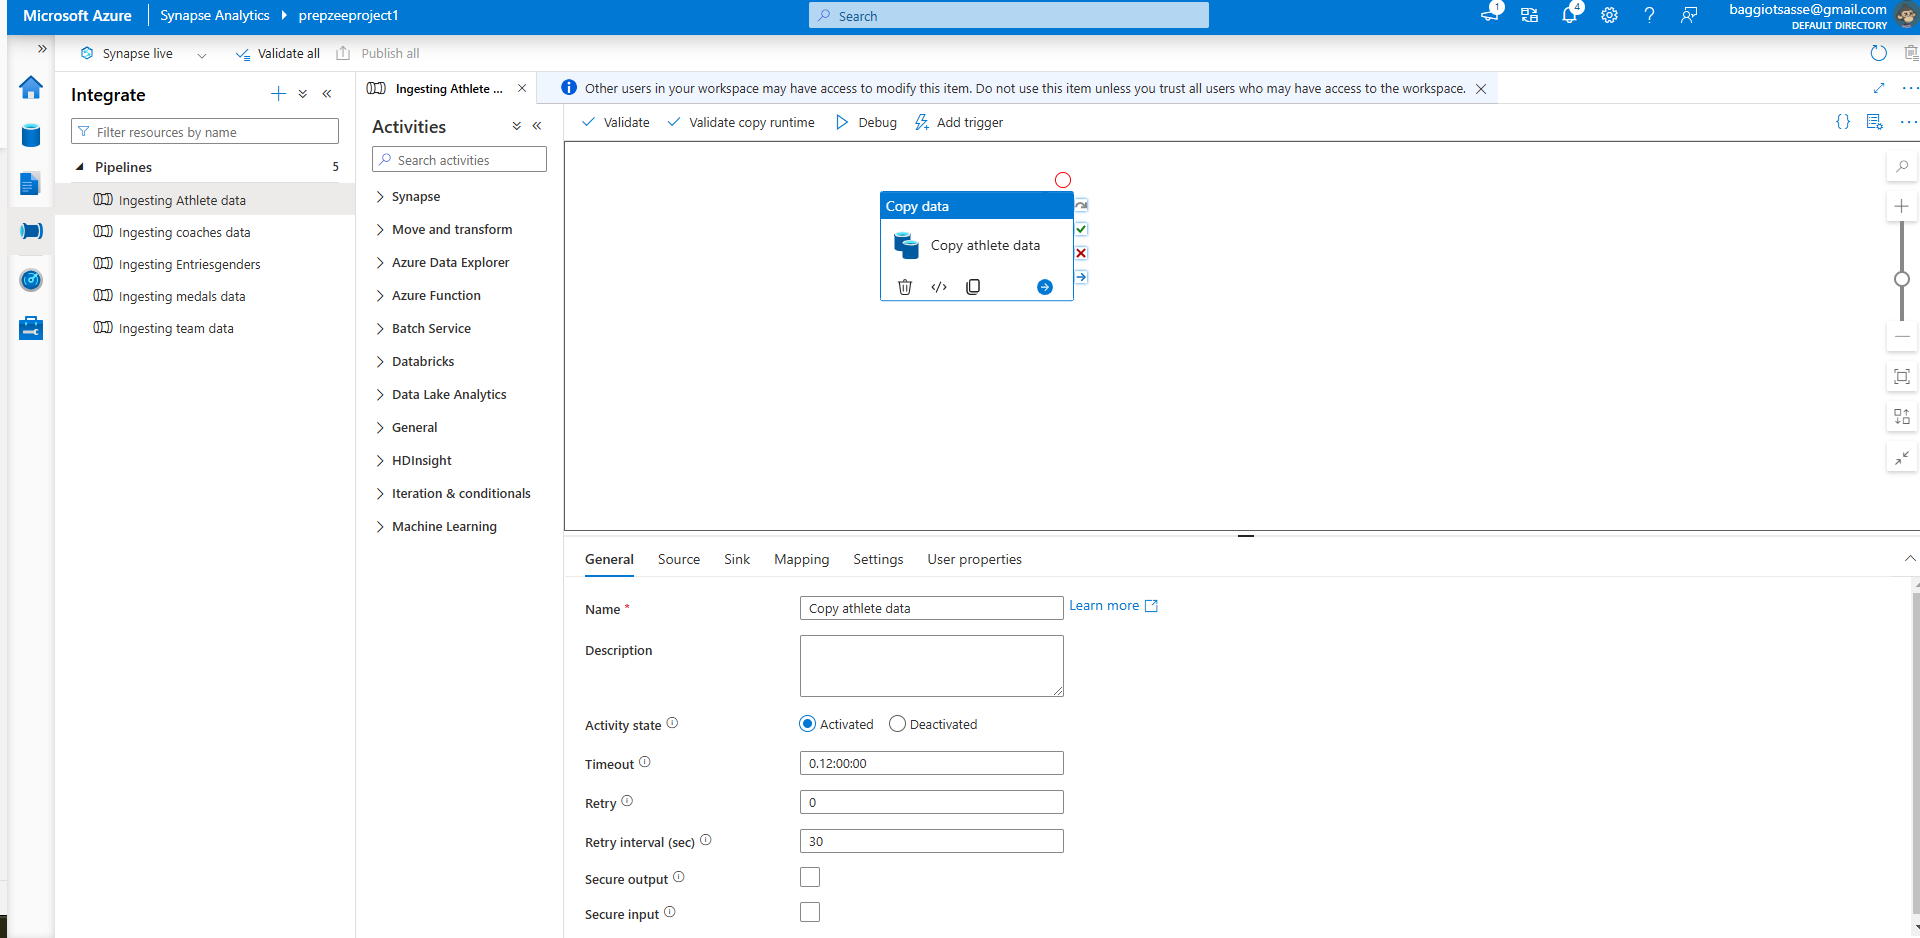 Microsoft Azure Synapse Analytics prepzeeproject1 Search 1 4 baggiotsasse@gmail.com
DEFAULT DIRECTORY
Synapse live Validate all Publish all
Integrate
Filter resources by name
Pipelines 5
Ingesting Athlete data
Ingesting coaches data
Ingesting Entriesgenders
Ingesting medals data
Ingesting team data
Ingesting Athlete ...
Other users in your workspace may have access to modify this item. Do not use this item unless you trust all users who may have access to the workspace.
Activities
Search activities
Synapse
Move and transform
Azure Data Explorer
Azure Function
Batch Service
Databricks
Data Lake Analytics
General
HDInsight
Iteration & conditionals
Machine Learning
Validate Validate copy runtime Debug Add trigger
Copy data
Copy athlete data
General Source Sink Mapping Settings User properties
Name * Copy athlete data Learn more
Description
Activity state Activated Deactivated
Timeout 0.12:00:00
Retry 0
Retry interval (sec) 30
Secure output
Secure input